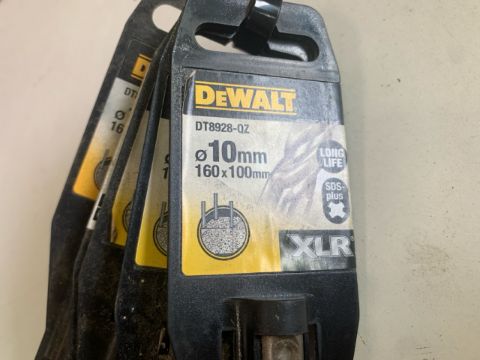 DEWALT
DT8928-QZ
ø10mm
160x100mm
LONG
LIFE
SDS-
plus
XLR